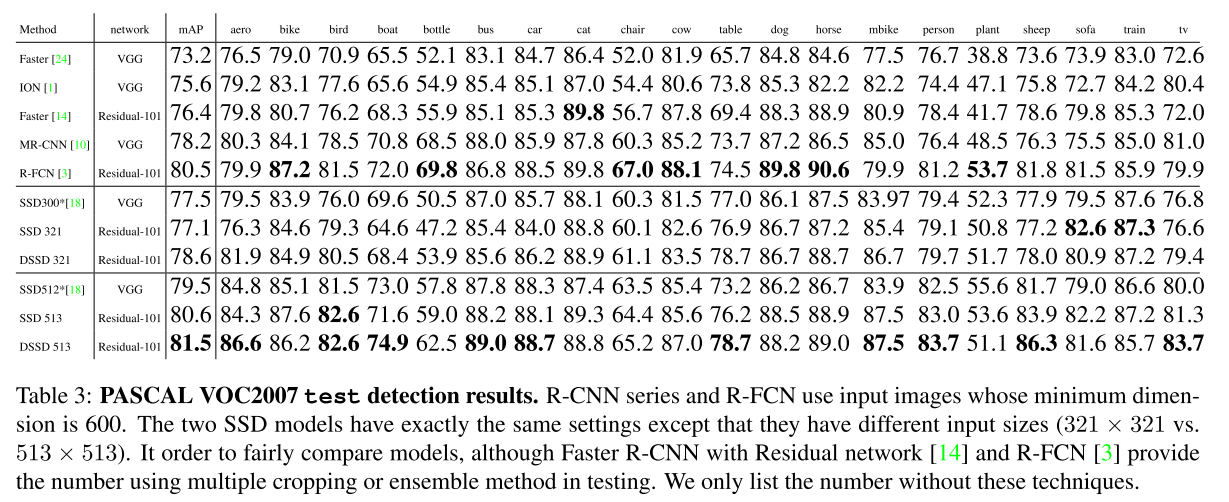 Method network mAP aero bike bird boat bottle bus car cat chair cow table dog horse mbike person plant sheep sofa train tv
Faster [24] VGG 73.2 76.5 79.0 70.9 65.5 52.1 83.1 84.7 86.4 52.0 81.9 65.7 84.8 84.6 77.5 76.7 38.8 73.6 73.9 83.0 72.6
ION [1] VGG 75.6 79.2 83.1 77.6 65.6 54.9 85.4 85.1 87.0 54.4 80.6 73.8 85.3 82.2 82.2 74.4 47.1 75.8 72.7 84.2 80.4
Faster [14] Residual-101 76.4 79.8 80.7 76.2 68.3 55.9 85.1 85.3 89.8 56.7 87.8 69.4 88.3 88.9 80.9 78.4 41.7 78.6 79.8 85.3 72.0
MR-CNN [10] VGG 78.2 80.3 84.1 78.5 70.8 68.5 88.0 85.9 87.8 60.3 85.2 73.7 87.2 86.5 85.0 76.4 48.5 76.3 75.5 85.0 81.0
R-FCN [3] Residual-101 80.5 79.9 87.2 81.5 72.0 69.8 86.8 88.5 89.8 67.0 88.1 74.5 89.8 90.6 79.9 81.2 53.7 81.8 81.5 85.9 79.9
SSD300*[18] VGG 77.5 79.5 83.9 76.0 69.6 50.5 87.0 85.7 88.1 60.3 81.5 77.0 86.1 87.5 83.97 79.4 52.3 77.9 79.5 87.6 76.8
SSD 321 Residual-101 77.1 76.3 84.6 79.3 64.6 47.2 85.4 84.0 88.8 60.1 82.6 76.9 86.7 87.2 85.4 79.1 50.8 77.2 82.6 87.3 76.6
DSSD 321 Residual-101 78.6 81.9 84.9 80.5 68.4 53.9 85.6 86.2 88.9 61.1 83.5 78.7 86.7 88.7 86.7 79.7 51.7 78.0 80.9 87.2 79.4
SSD512*[18] VGG 79.5 84.8 85.1 81.5 73.0 57.8 87.8 88.3 87.4 63.5 85.4 73.2 86.2 86.7 83.9 82.5 55.6 81.7 79.0 86.6 80.0
SSD 513 Residual-101 80.6 84.3 87.6 82.6 71.6 59.0 88.2 88.1 89.3 64.4 85.6 76.2 88.5 88.9 87.5 83.0 53.6 83.9 82.2 87.2 81.3
DSSD 513 Residual-101 81.5 86.6 86.2 82.6 74.9 62.5 89.0 88.7 88.8 65.2 87.0 78.7 88.2 89.0 87.5 83.7 51.1 86.3 81.6 85.7 83.7
Table 3: PASCAL VOC2007 test detection results. R-CNN series and R-FCN use input images whose minimum dimen-
sion is 600. The two SSD models have exactly the same settings except that they have different input sizes (321 × 321 vs.
513 × 513). It order to fairly compare models, although Faster R-CNN with Residual network [14] and R-FCN [3] provide
the number using multiple cropping or ensemble method in testing. We only list the number without these techniques.